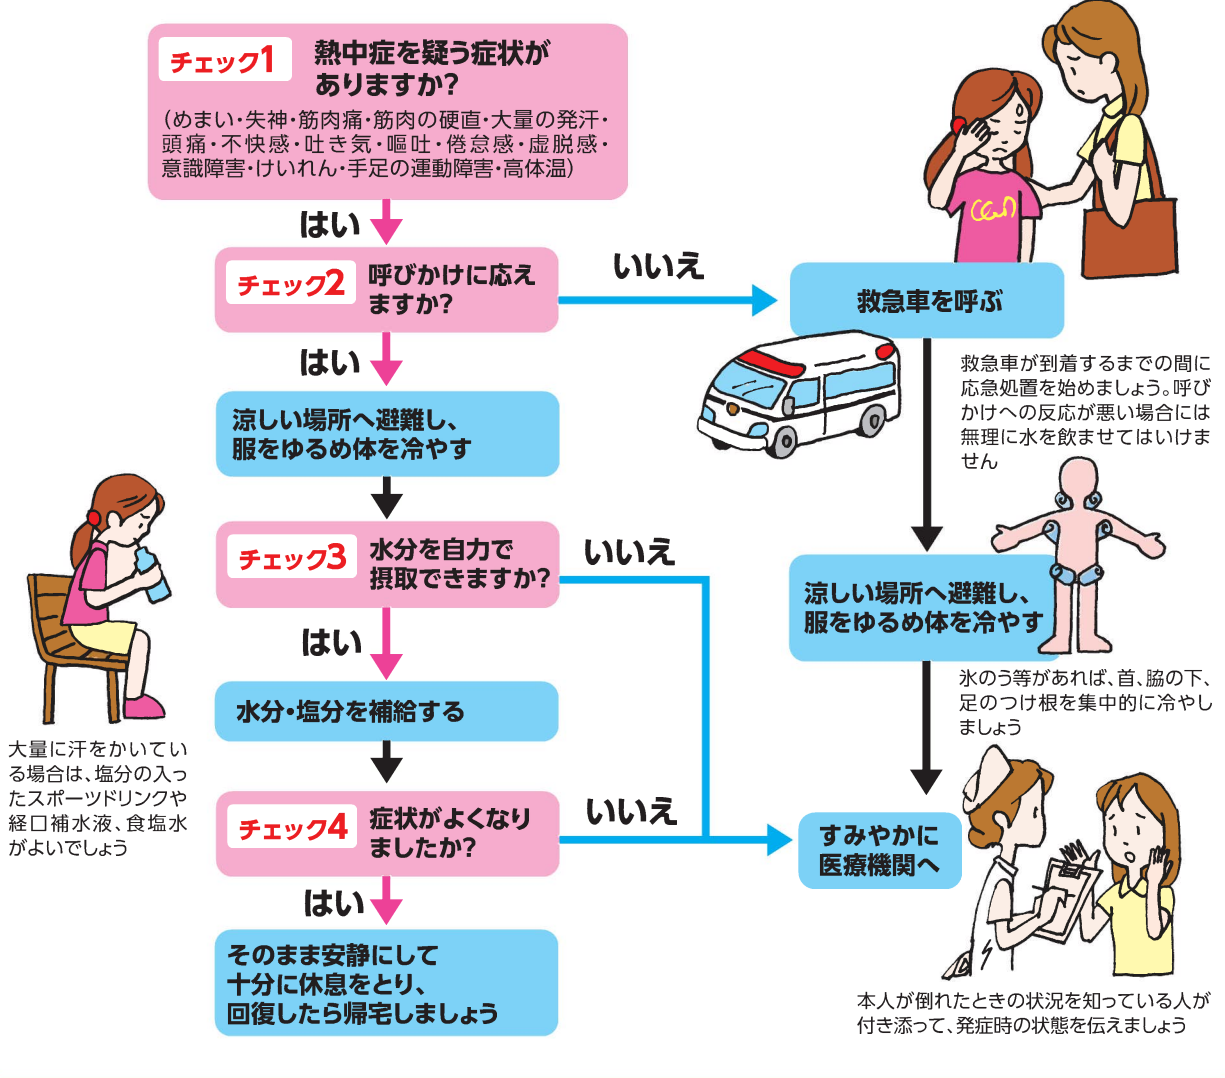 チェック1
熱中症を疑う症状が
ありますか?
(めまい・失神・筋肉痛・筋肉の硬直・大量の発汗・
頭痛・不快感・吐き気・嘔吐・倦怠感・虚脱感・
意識障害・けいれん・手足の運動障害・高体温)
はい
チェック2
呼びかけに応え
ますか?
いいえ
救急車を呼ぶ
救急車が到着するまでの間に
応急処置を始めましょう。呼び
かけへの反応が悪い場合には
無理に水を飲ませてはいけま
せん
はい
涼しい場所へ避難し、
服をゆるめ体を冷やす
チェック3
水分を自力で
摂取できますか?
いいえ
涼しい場所へ避難し、
服をゆるめ体を冷やす
氷のう等があれば、首、脇の下、
足のつけ根を集中的に冷やし
ましょう
はい
水分・塩分を補給する
大量に汗をかいてい
る場合は、塩分の入っ
たスポーツドリンクや
経口補水液、食塩水
がよいでしょう
チェック4
症状がよくなり
ましたか?
いいえ
すみやかに
医療機関へ
はい
そのまま安静にして
十分に休息をとり、
回復したら帰宅しましょう
本人が倒れたときの状況を知っている人が
付き添って、発症時の状態を伝えましょう